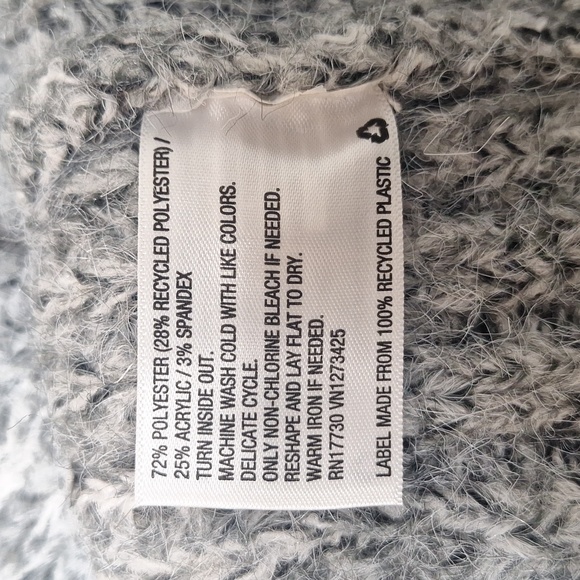 72% POLYESTER (28% RECYCLED POLYESTER) /
25% ACRYLIC / 3% SPANDEX
TURN INSIDE OUT.
MACHINE WASH COLD WITH LIKE COLORS.
DELICATE CYCLE.
ONLY NON-CHLORINE BLEACH IF NEEDED.
RESHAPE AND LAY FLAT TO DRY.
WARM IRON IF NEEDED.
RN17730 VN1273425
LABEL MADE FROM 100% RECYCLED PLASTIC